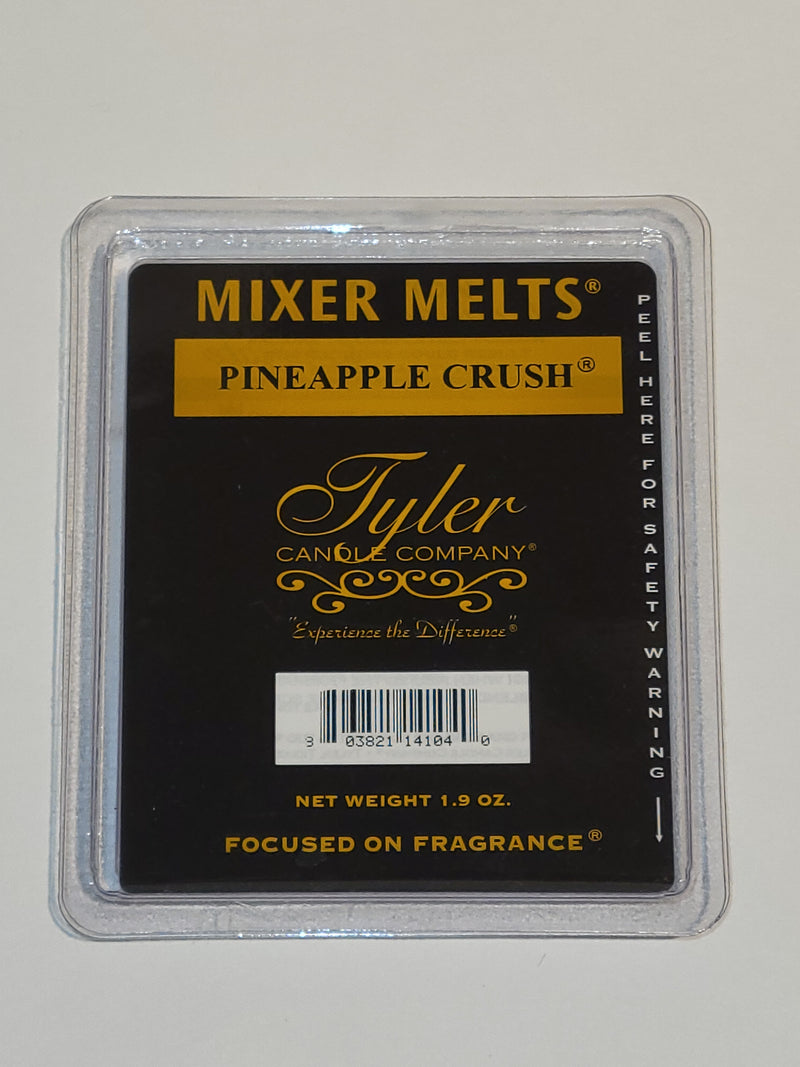 MIXER MELTS®
PINEAPPLE CRUSH®
Tyler
CANDLE COMPANY®
"Experience the Difference"®
8 03821 14104 0
NET WEIGHT 1.9 OZ.
FOCUSED ON FRAGRANCE®
PEEL HERE FOR SAFETY WARNING